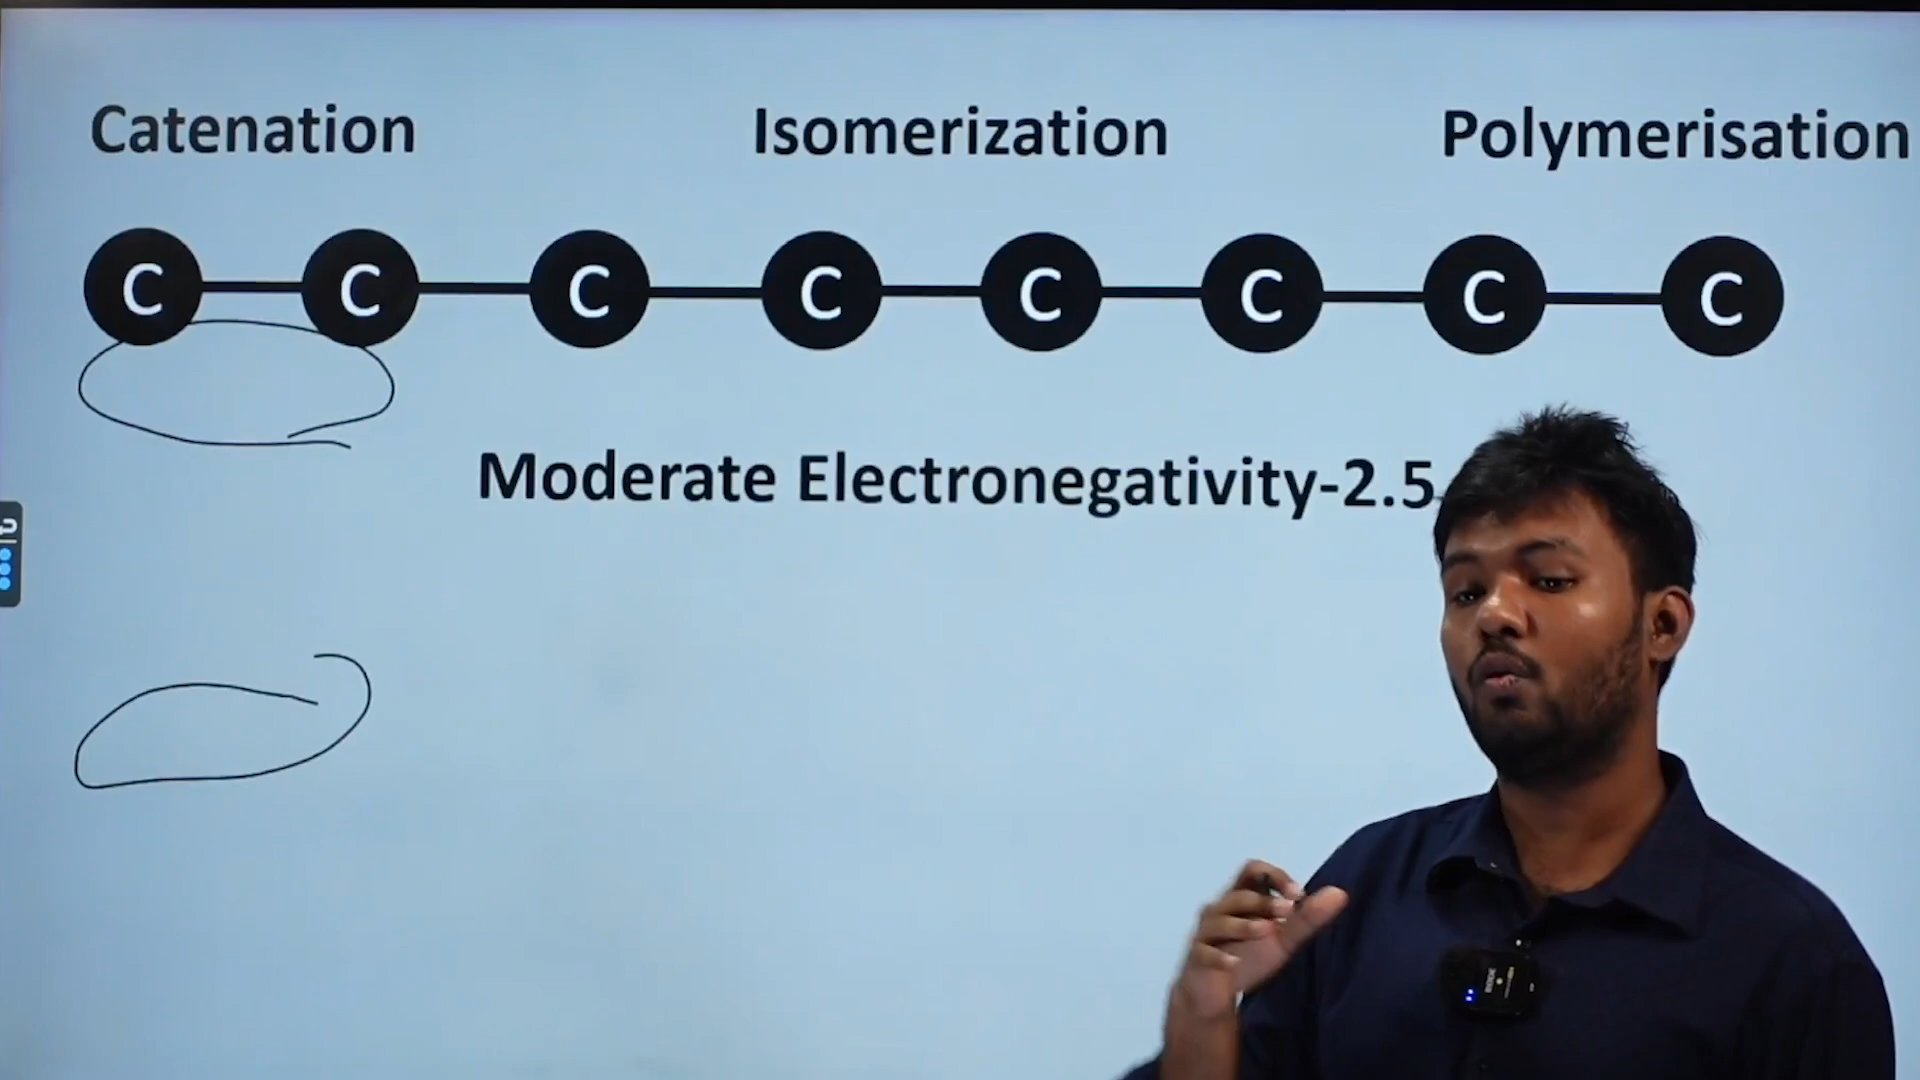 Catenation Isomerization Polymerisation
C C C C C C C C
Moderate Electronegativity-2.5